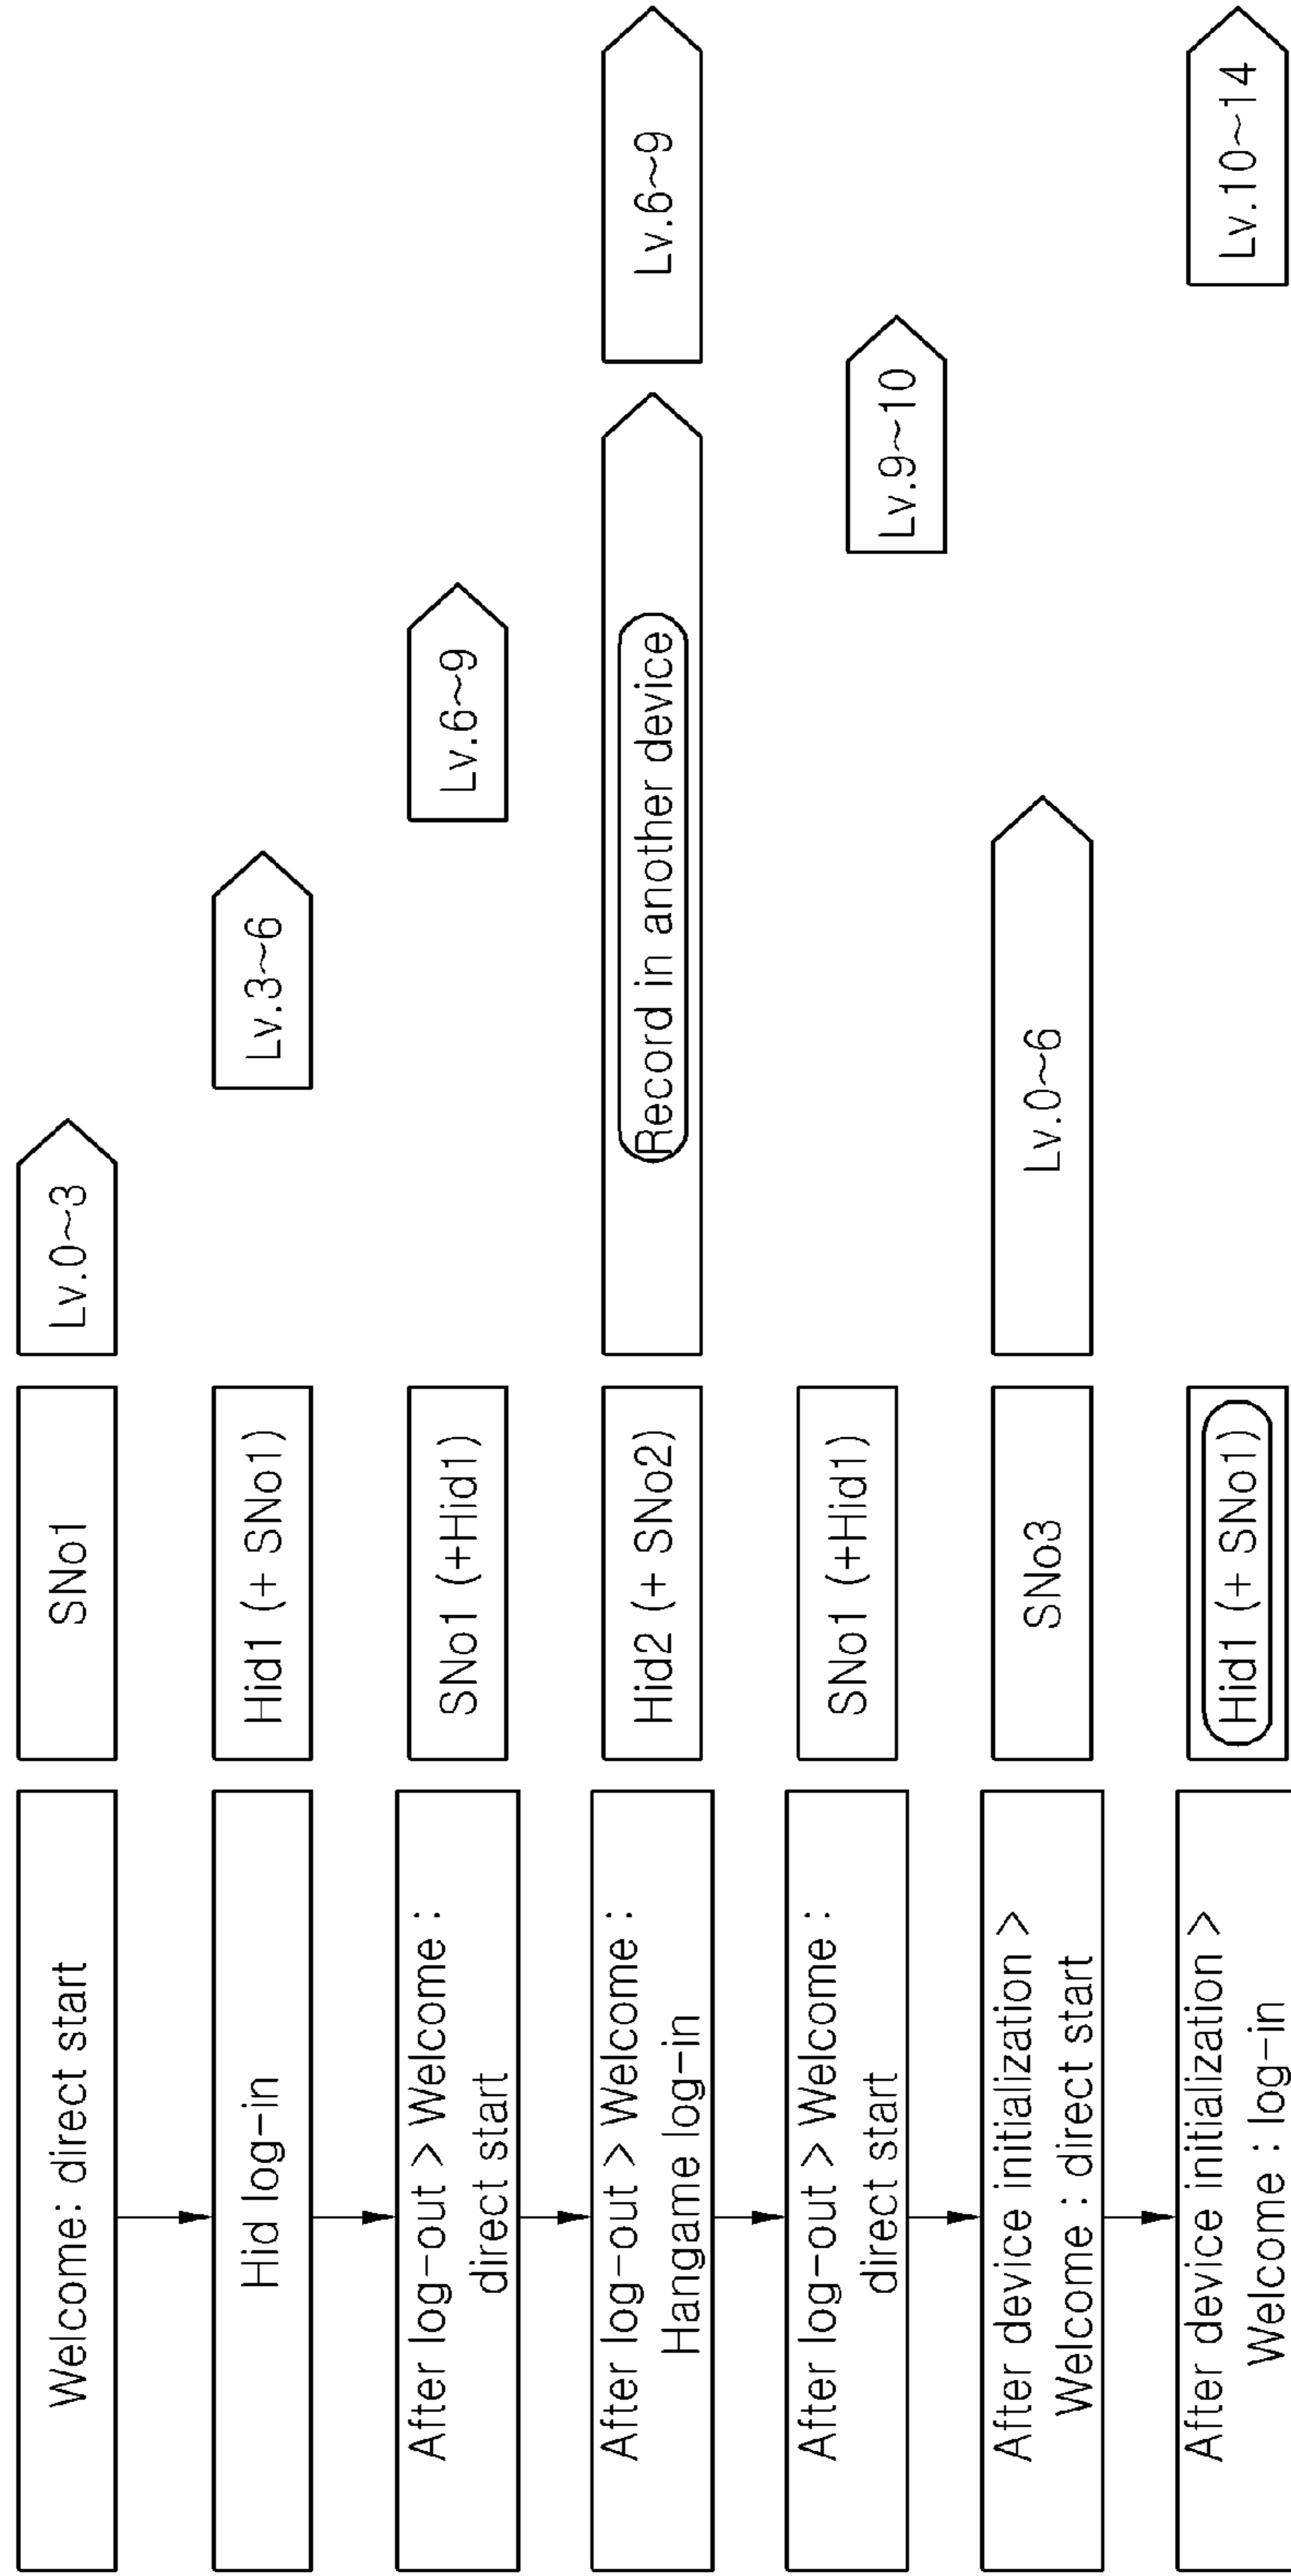 Welcome: direct start
SNo1
Lv.0~3
Hid log-in
Hid1 (+ SNo1)
Lv.3~6
After log-out > Welcome :
direct start
SNo1 (+Hid1)
Lv.6~9
After log-out > Welcome :
Hangame log-in
Hid2 (+ SNo2)
Record in another device
Lv.6~9
After log-out > Welcome :
direct start
SNo1 (+Hid1)
Lv.9~10
After device initialization >
Welcome : direct start
SNo3
Lv.0~6
After device initialization >
Welcome : log-in
Hid1 (+ SNo1)
Lv.10~14